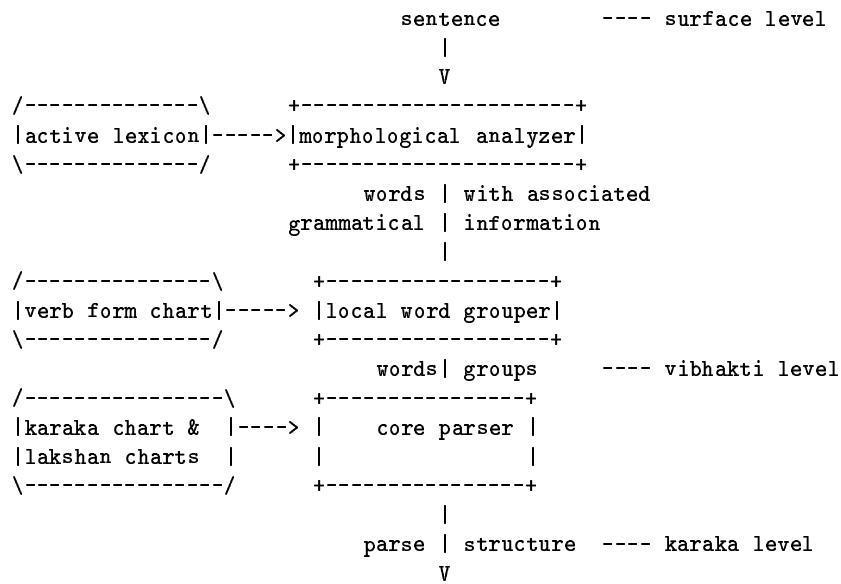 sentence ---- surface level
|
V
/--------------\ +----------------------+
|active lexicon|----->|morphological analyzer|
\--------------/ +----------------------+
words | with associated
grammatical | information
|
/---------------\ +------------------+
|verb form chart|-----> |local word grouper|
\---------------/ +------------------+
words| groups ---- vibhakti level
/----------------\ +----------------+
|karaka chart & |----> | core parser |
|lakshan charts | | |
\----------------/ +----------------+
|
parse | structure ---- karaka level
V